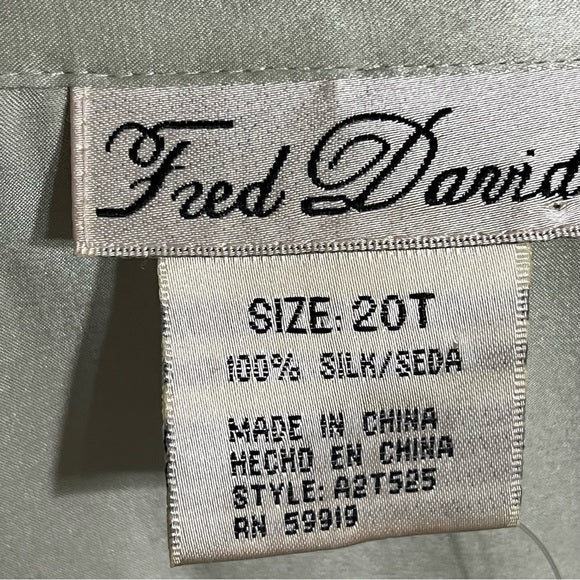 Fred David
SIZE: 20T
100% SILK/SEDA
MADE IN CHINA
HECHO EN CHINA
STYLE: A2T525
RN 59919